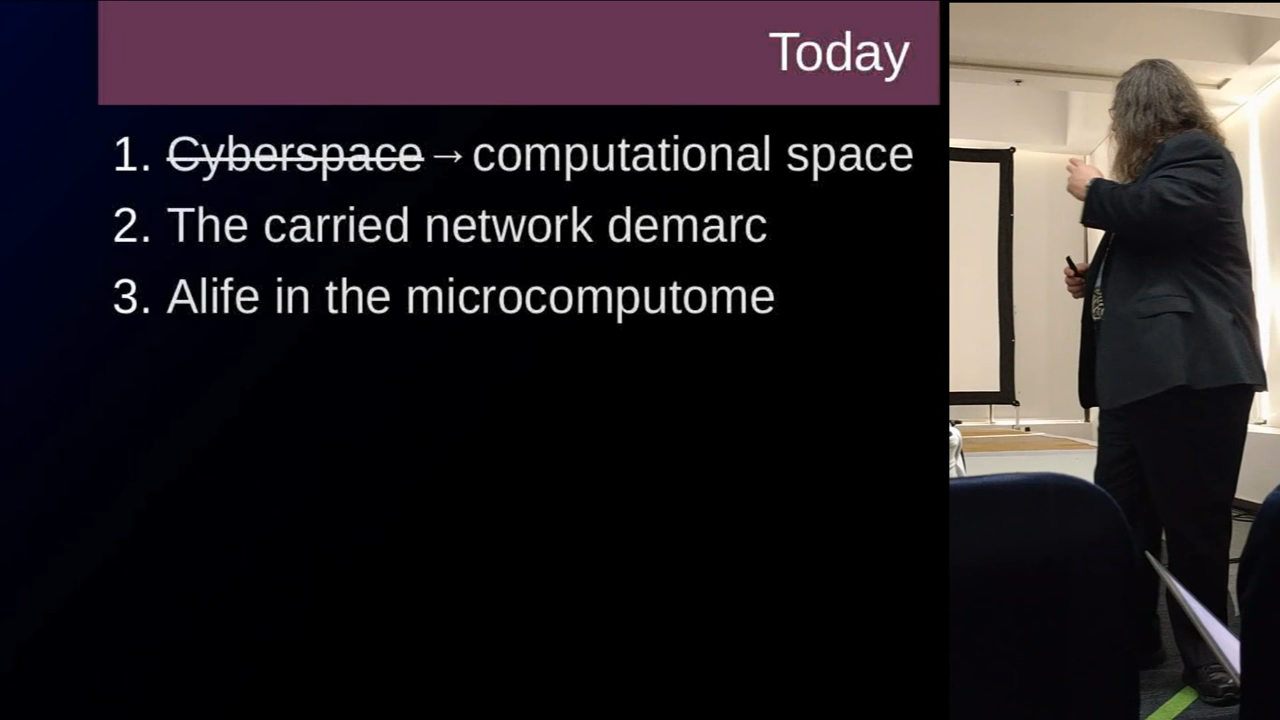 Today
1. Cyberspace→computational space
2. The carried network demarc
3. Alife in the microcomputome